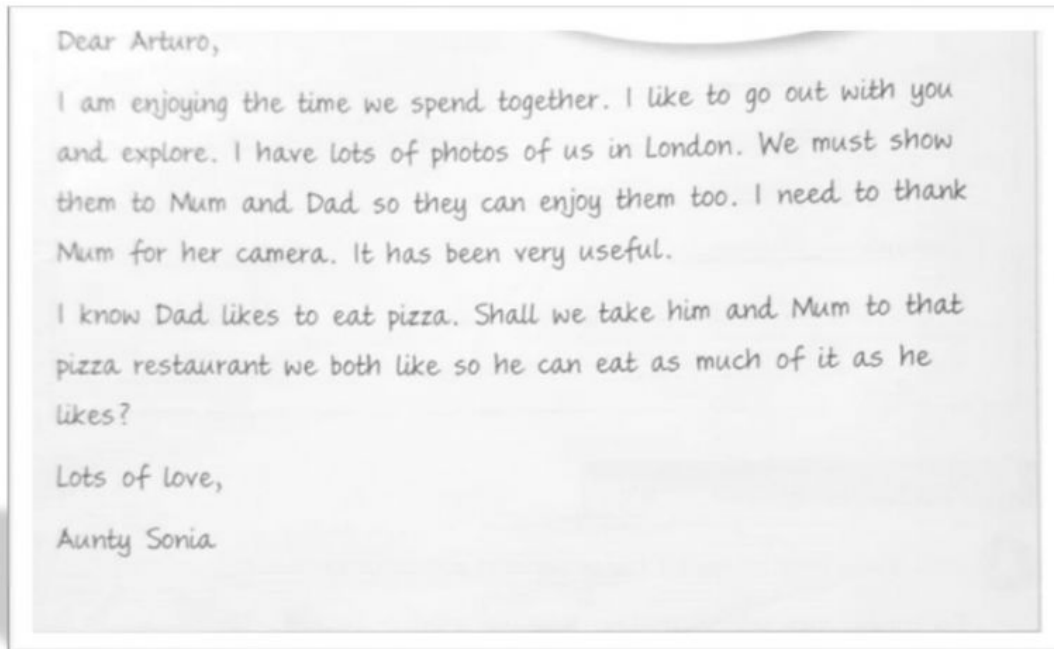 Dear Arturo,
I am enjoying the time we spend together. I like to go out with you
and explore. I have lots of photos of us in London. We must show
them to Mum and Dad so they can enjoy them too. I need to thank
Mum for her camera. It has been very useful.
I know Dad likes to eat pizza. Shall we take him and Mum to that
pizza restaurant we both like so he can eat as much of it as he
likes?
Lots of love,
Aunty Sonia